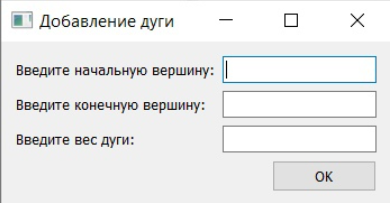 Добавление дуги
Введите начальную вершину:
Введите конечную вершину:
Введите вес дуги:
OK